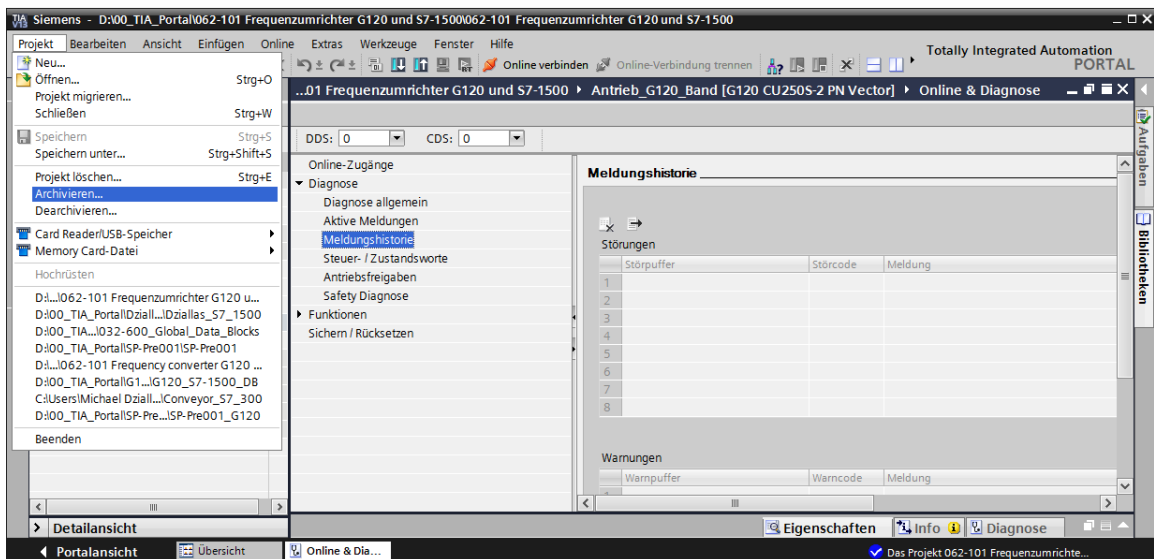 Siemens - D:\00_TIA_Portal\062-101 Frequenzumrichter G120 und S7-1500\062-101 Frequenzumrichter G120 und S7-1500
Projekt Bearbeiten Ansicht Einfügen Online Extras Werkzeuge Fenster Hilfe
Totally Integrated Automation
PORTAL
Online verbinden Online-Verbindung trennen
Neu...
Öffnen... Strg+O
Projekt migrieren...
Schließen Strg+W
Speichern Strg+S
Speichern unter... Strg+Shift+S
Projekt löschen... Strg+E
Archivieren...
Dearchivieren...
Card Reader/USB-Speicher
Memory Card-Datei
Hochrüsten
D:\...\062-101 Frequenzumrichter G120 u...
D:\00_TIA_Portal\Dziall...\Dziallas_S7_1500
D:\00_TIA...\032-600_Global_Data_Blocks
D:\00_TIA_Portal\SP-Pre001\SP-Pre001
D:\...\062-101 Frequency converter G120 ...
D:\00_TIA_Portal\G1...\G120_S7-1500_DB
C:\Users\Michael Dziall...\Conveyor_S7_300
D:\00_TIA_Portal\SP-Pre...\SP-Pre001_G120
Beenden
...01 Frequenzumrichter G120 und S7-1500 Antrieb_G120_Band [G120 CU250S-2 PN Vector] Online & Diagnose
DDS: 0 CDS: 0
Online-Zugänge
Diagnose
Diagnose allgemein
Aktive Meldungen
Meldungshistorie
Steuer- / Zustandsworte
Antriebsfreigaben
Safety Diagnose
Funktionen
Sichern / Rücksetzen
Meldungshistorie
Störungen
Störpuffer Störcode Meldung
1
2
3
4
5
6
7
8
Warnungen
Warnpuffer Warncode Meldung
Aufgaben
Bibliotheken
Eigenschaften Info Diagnose
Detailansicht
Portalansicht Übersicht Online & Dia... Das Projekt 062-101 Frequenzumrichte...